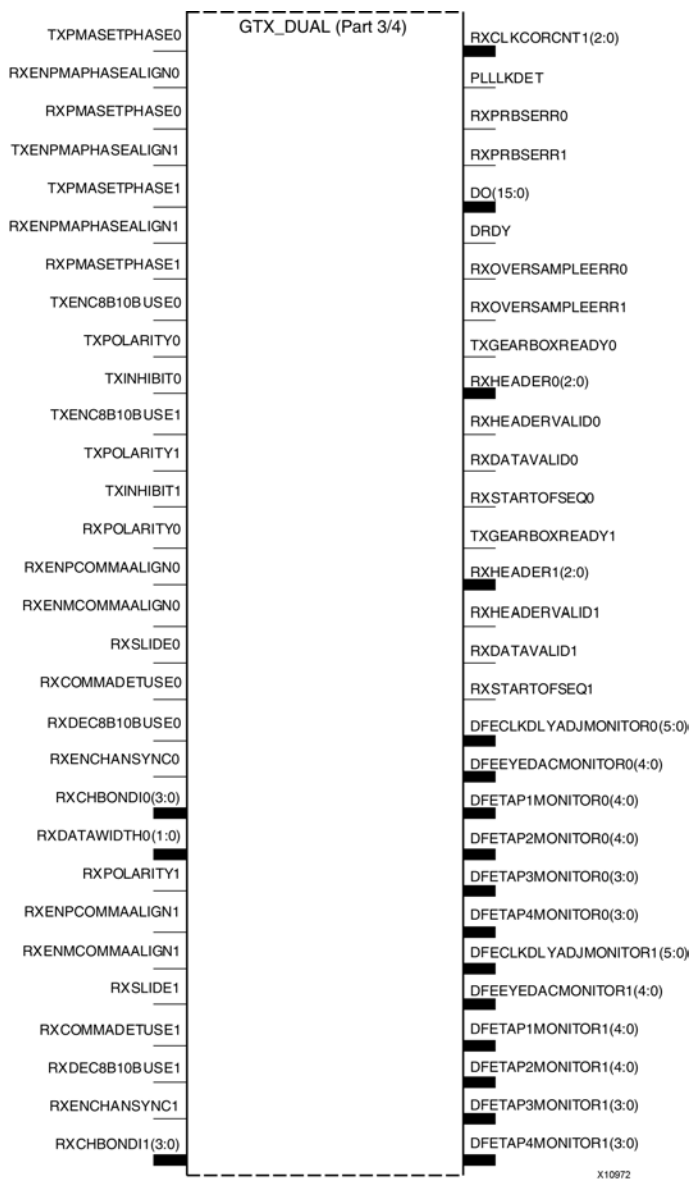 GTX_DUAL (Part 3/4)
TXPMASETPHASE0
RXENPMAPHASEALIGN0
RXPMASETPHASE0
TXENPMAPHASEALIGN1
TXPMASETPHASE1
RXENPMAPHASEALIGN1
RXPMASETPHASE1
TXENC8B10BUSE0
TXPOLARITY0
TXINHIBIT0
TXENC8B10BUSE1
TXPOLARITY1
TXINHIBIT1
RXPOLARITY0
RXENPCOMMAALIGN0
RXENMCOMMAALIGN0
RXSLIDE0
RXCOMMADETUSE0
RXDEC8B10BUSE0
RXENCHANSYNC0
RXCHBONDI0(3:0)
RXDATAWIDTH0(1:0)
RXPOLARITY1
RXENPCOMMAALIGN1
RXENMCOMMAALIGN1
RXSLIDE1
RXCOMMADETUSE1
RXDEC8B10BUSE1
RXENCHANSYNC1
RXCHBONDI1(3:0)
RXCLKCORCNT1(2:0)
PLLLKDET
RXPRBSERR0
RXPRBSERR1
DO(15:0)
DRDY
RXOVERSAMPLEERR0
RXOVERSAMPLEERR1
TXGEARBOXREADY0
RXHEADER0(2:0)
RXHEADERVALID0
RXDATAVALID0
RXSTARTOFSEQ0
TXGEARBOXREADY1
RXHEADER1(2:0)
RXHEADERVALID1
RXDATAVALID1
RXSTARTOFSEQ1
DFECLKDLYADJMONITOR0(5:0)
DFEEYEDACMONITOR0(4:0)
DFETAP1MONITOR0(4:0)
DFETAP2MONITOR0(4:0)
DFETAP3MONITOR0(3:0)
DFETAP4MONITOR0(3:0)
DFECLKDLYADJMONITOR1(5:0)
DFEEYEDACMONITOR1(4:0)
DFETAP1MONITOR1(4:0)
DFETAP2MONITOR1(4:0)
DFETAP3MONITOR1(3:0)
DFETAP4MONITOR1(3:0)
X10972